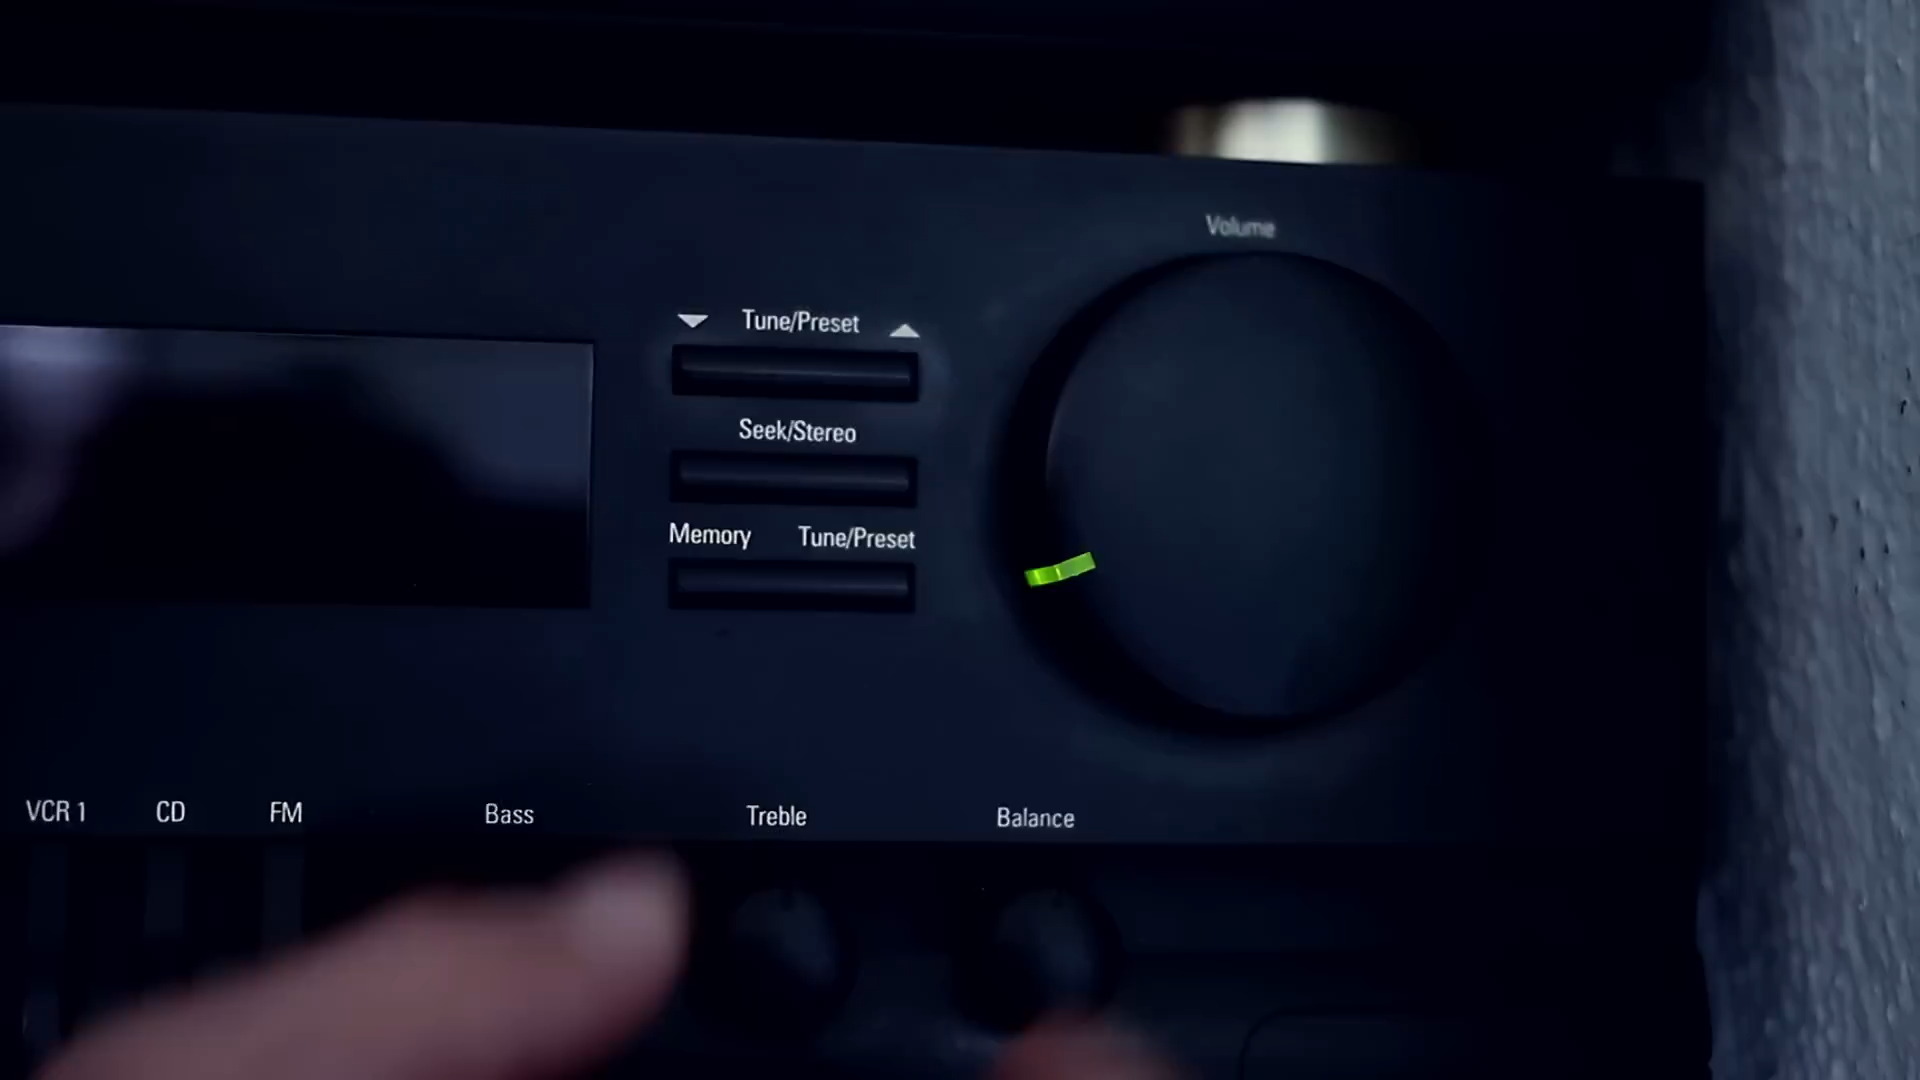 Volume
Tune/Preset
Seek/Stereo
Memory Tune/Preset
VCR 1 CD FM Bass Treble Balance